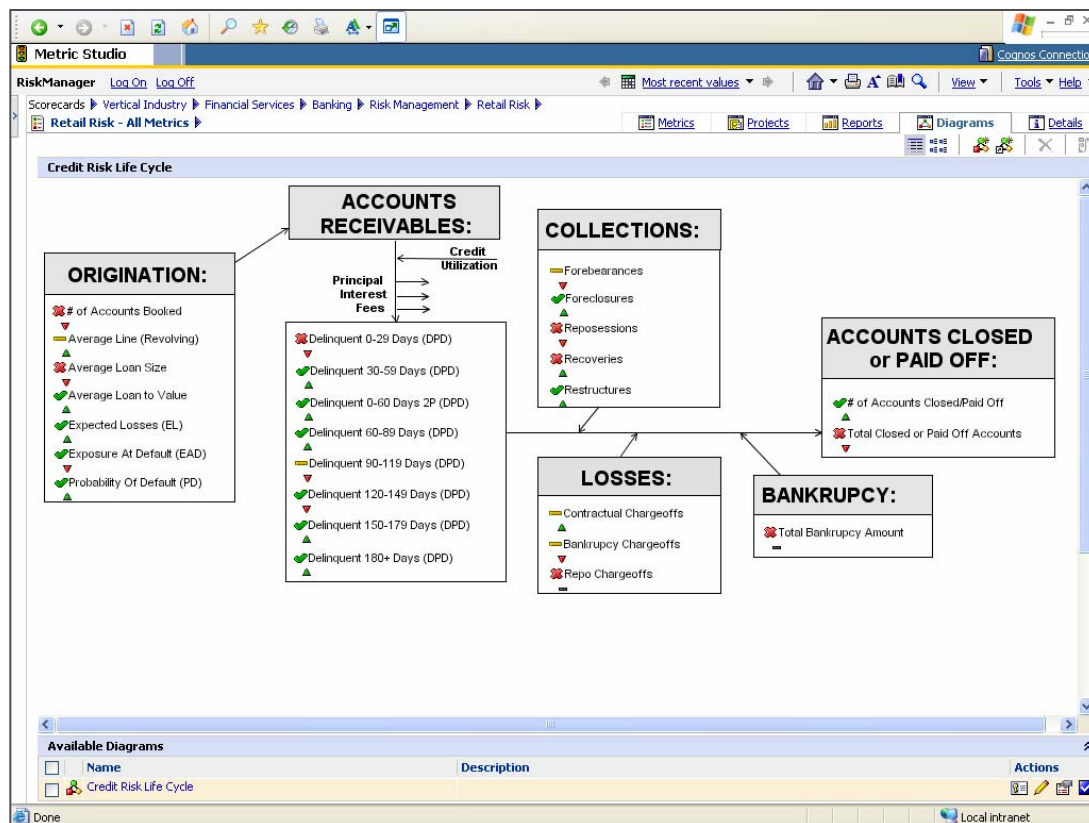 Metric Studio
Cognos Connectio
RiskManager Log On Log Off
Most recent values
View Tools Help
Scorecards Vertical Industry Financial Services Banking Risk Management Retail Risk
Retail Risk - All Metrics
Metrics Projects Reports Diagrams Details
Credit Risk Life Cycle
ORIGINATION:
# of Accounts Booked
Average Line (Revolving)
Average Loan Size
Average Loan to Value
Expected Losses (EL)
Exposure At Default (EAD)
Probability Of Default (PD)
ACCOUNTS
RECEIVABLES:
Credit
Utilization
Principal
Interest
Fees
Delinquent 0-29 Days (DPD)
Delinquent 30-59 Days (DPD)
Delinquent 0-60 Days 2P (DPD)
Delinquent 60-89 Days (DPD)
Delinquent 90-119 Days (DPD)
Delinquent 120-149 Days (DPD)
Delinquent 150-179 Days (DPD)
Delinquent 180+ Days (DPD)
COLLECTIONS:
Forebearances
Foreclosures
Reposessions
Recoveries
Restructures
LOSSES:
Contractual Chargeoffs
Bankrupcy Chargeoffs
Repo Chargeoffs
BANKRUPCY:
Total Bankrupcy Amount
ACCOUNTS CLOSED
or PAID OFF:
# of Accounts Closed/Paid Off
Total Closed or Paid Off Accounts
Available Diagrams
Name Description Actions
Credit Risk Life Cycle
Done Local intranet